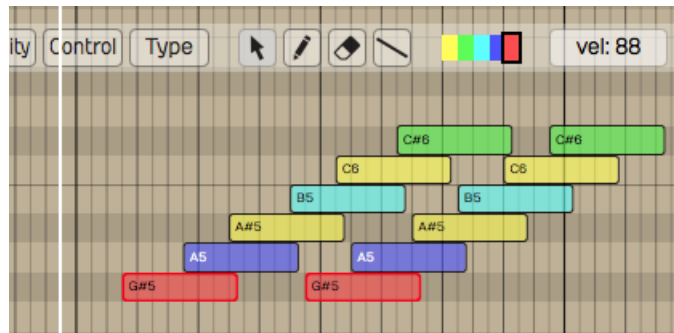 ity Control Type vel: 88
C#6 C#6
C6 C6
B5 B5
A#5 A#5
A5 A5
G#5 G#5